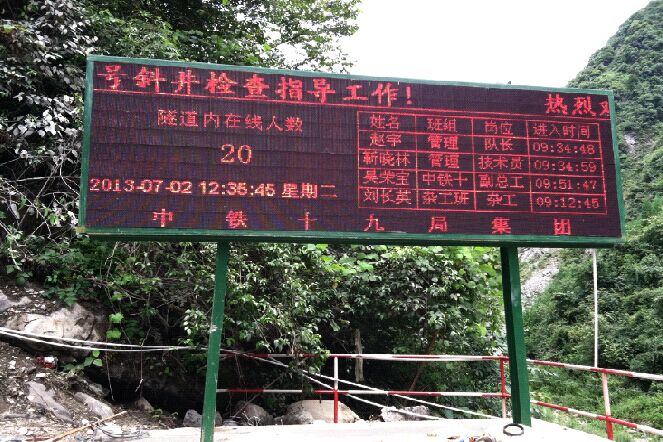 号斜井检查指导工作! 热烈欢
隧道内在线人数
20
2013-07-02 12:35:45 星期二
姓名 班组 岗位 进入时间
赵宇 管理 队长 09:34:48
靳晓林 管理 技术员 09:34:59
吴荣宝 中铁十 副总工 09:51:47
刘长英 杂工班 杂工 09:12:45
中铁十九局集团